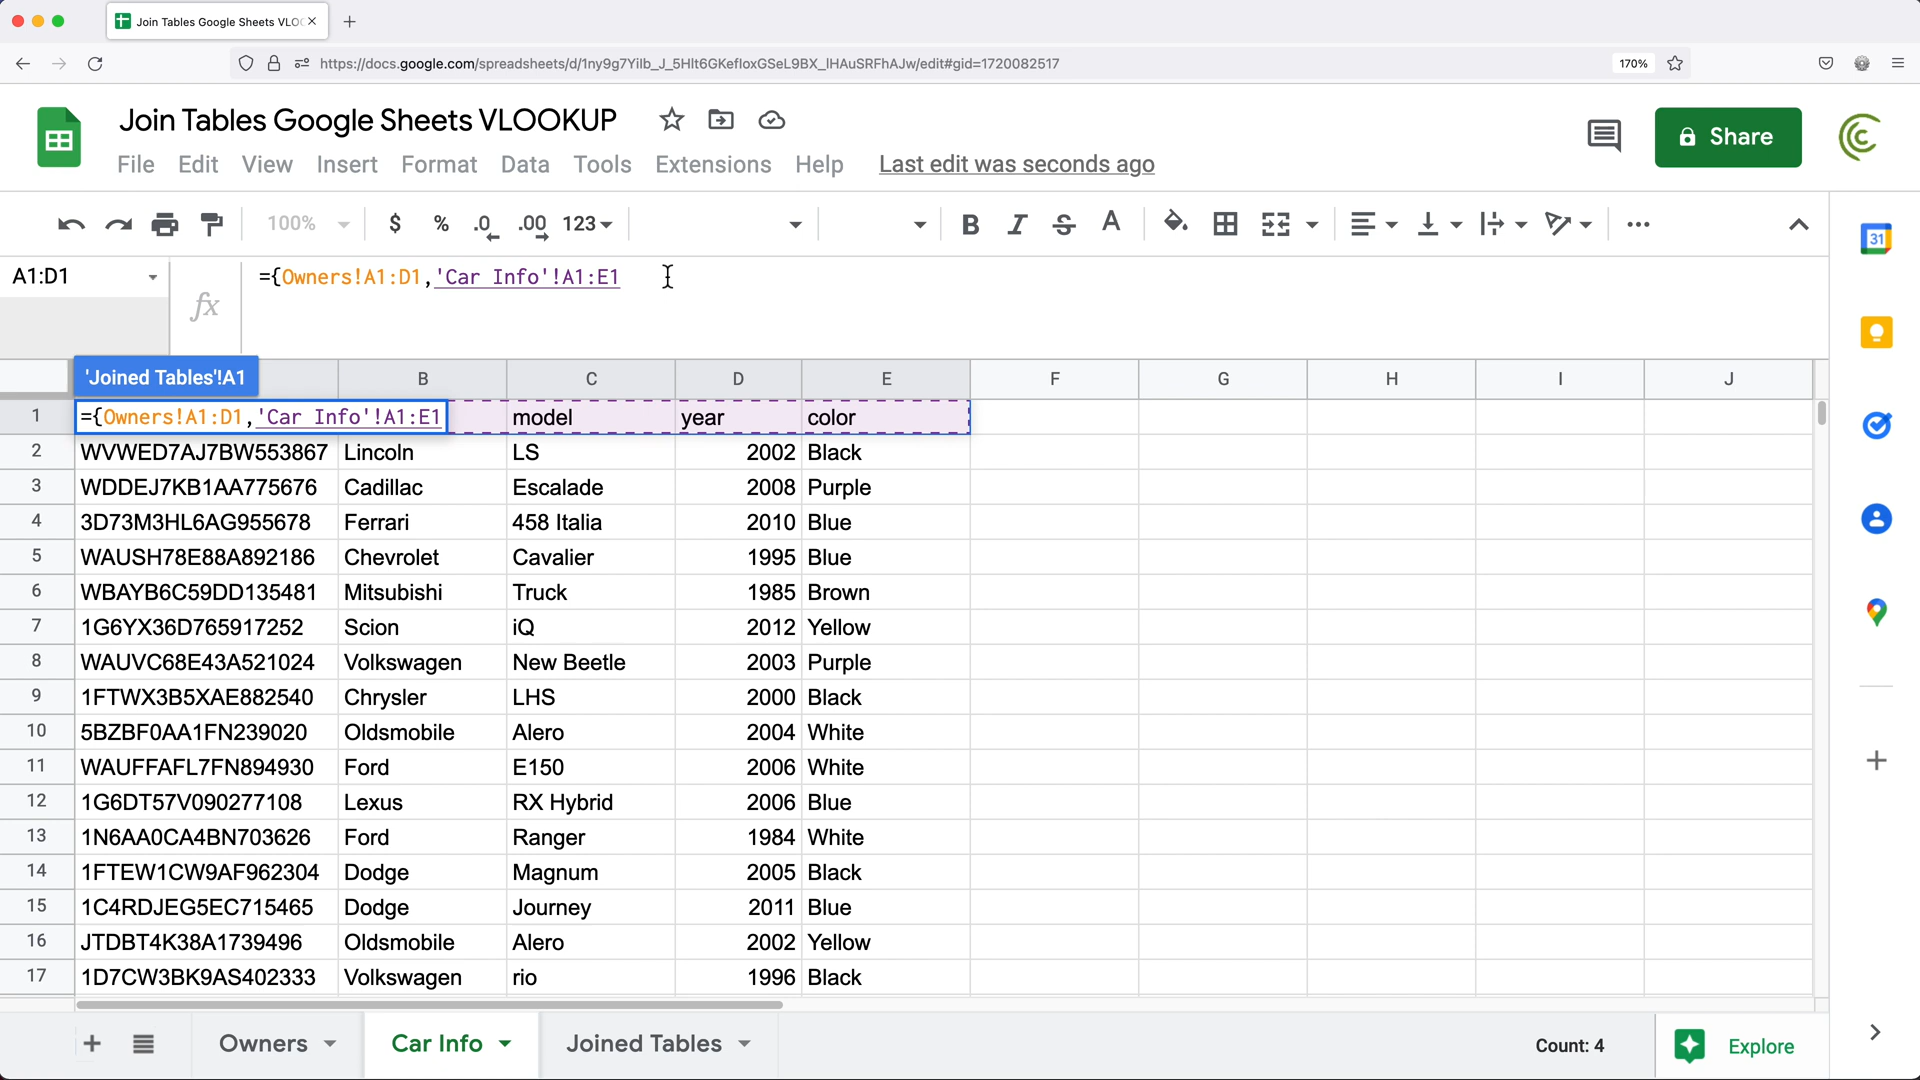 Join Tables Google Sheets VLO
https://docs.google.com/spreadsheets/d/1ny9g7Yilb_J_5Hlt6GKefloxGSeL9BX_lHAuSRFhAJw/edit#gid=1720082517
170%
Join Tables Google Sheets VLOOKUP
File Edit View Insert Format Data Tools Extensions Help Last edit was seconds ago
Share
100% $ % .0 .00 123 B I S A
31
A1:D1
fx ={Owners!A1:D1,'Car Info'!A1:E1
'Joined Tables'!A1 B C D E F G H I J
1 ={Owners!A1:D1,'Car Info'!A1:E1 model year color
2 WVWED7AJ7BW553867 Lincoln LS 2002 Black
3 WDDEJ7KB1AA775676 Cadillac Escalade 2008 Purple
4 3D73M3HL6AG955678 Ferrari 458 Italia 2010 Blue
5 WAUSH78E88A892186 Chevrolet Cavalier 1995 Blue
6 WBAYB6C59DD135481 Mitsubishi Truck 1985 Brown
7 1G6YX36D765917252 Scion iQ 2012 Yellow
8 WAUVC68E43A521024 Volkswagen New Beetle 2003 Purple
9 1FTWX3B5XAE882540 Chrysler LHS 2000 Black
10 5BZBF0AA1FN239020 Oldsmobile Alero 2004 White
11 WAUFFAFL7FN894930 Ford E150 2006 White
12 1G6DT57V090277108 Lexus RX Hybrid 2006 Blue
13 1N6AA0CA4BN703626 Ford Ranger 1984 White
14 1FTEW1CW9AF962304 Dodge Magnum 2005 Black
15 1C4RDJEG5EC715465 Dodge Journey 2011 Blue
16 JTDBT4K38A1739496 Oldsmobile Alero 2002 Yellow
17 1D7CW3BK9AS402333 Volkswagen rio 1996 Black
Owners Car Info Joined Tables Count: 4 Explore